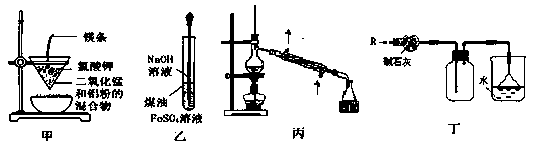 镁条
氯酸钾
二氧化锰
和铝粉的
混合物
甲
NaOH
溶液
煤油
FeSO₄溶液
乙
丙
R
碱石灰
水
丁